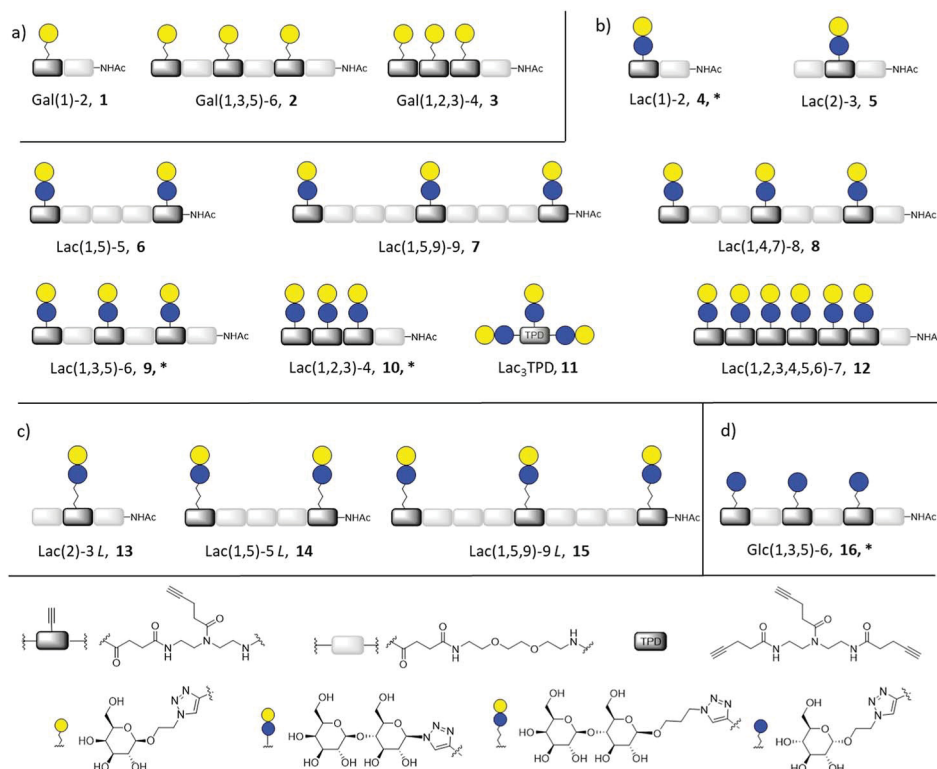 a)
NHAc NHAc NHAc
Gal(1)-2, 1 Gal(1,3,5)-6, 2 Gal(1,2,3)-4, 3
b)
NHAc NHAc
Lac(1)-2, 4, * Lac(2)-3, 5
NHAc NHAc NHAc
Lac(1,5)-5, 6 Lac(1,5,9)-9, 7 Lac(1,4,7)-8, 8
NHAc NHAc TPD
Lac(1,3,5)-6, 9, * Lac(1,2,3)-4, 10, * Lac₃TPD, 11 Lac(1,2,3,4,5,6)-7, 12
c)
NHAc NHAc NHAc
Lac(2)-3 L, 13 Lac(1,5)-5 L, 14 Lac(1,5,9)-9 L, 15
d)
NHAc
Glc(1,3,5)-6, 16, *
O O N H O N H
O O N H O O H N
TPD
O N H O N N H O
OH OH O HO OH O N N N
OH OH O HO OH O OH O HO OH N N N
OH OH O HO OH O OH O HO OH O N N N
OH O HO HO OH O N N N